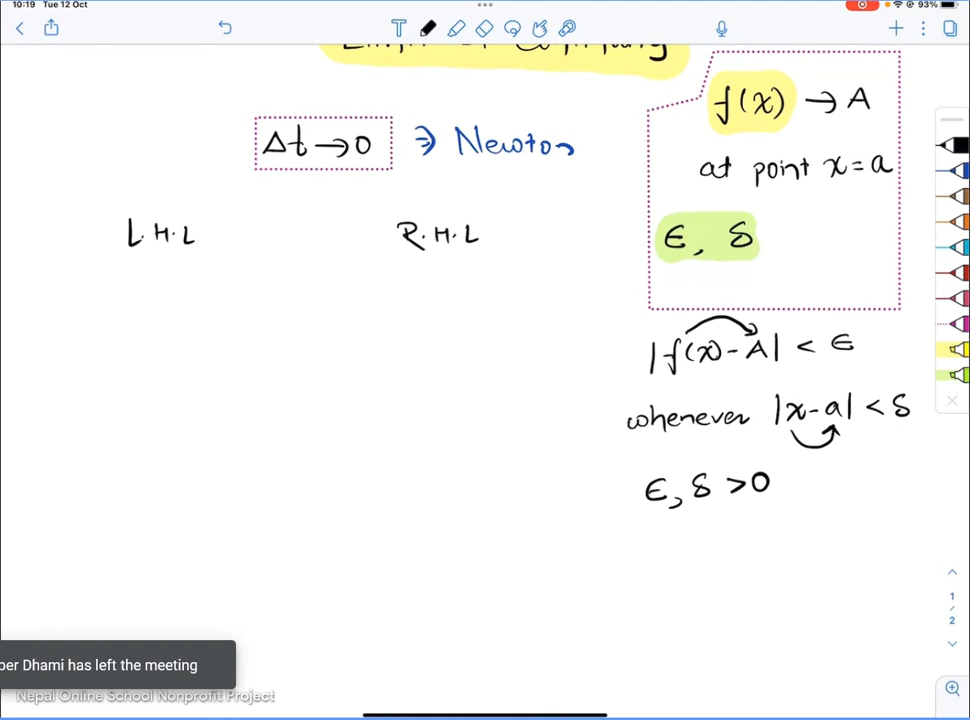 10:19 Tue 12 Oct
93%
T
Limit &
f(x) → A
at point x = a
ϵ, δ
Δt → 0 ⇒ Newton
L.H.L R.H.L
|f(x) - A| < ϵ
whenever |x - a| < δ
ϵ, δ > 0
1
/
2
per Dhami has left the meeting
Nepal Online School Nonprofit Project